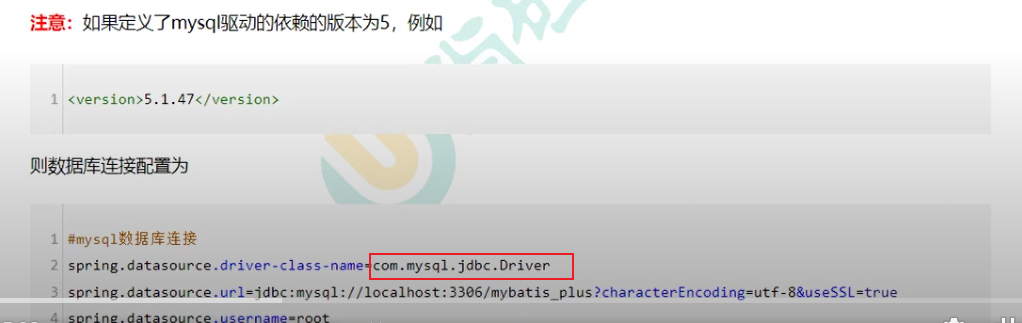 注意：如果定义了mysql驱动的依赖的版本为5，例如
1 <version>5.1.47</version>
则数据库连接配置为
1 #mysql数据库连接
2 spring.datasource.driver-class-name=com.mysql.jdbc.Driver
3 spring.datasource.url=jdbc:mysql://localhost:3306/mybatis_plus?characterEncoding=utf-8&useSSL=true
4 spring.datasource.username=root